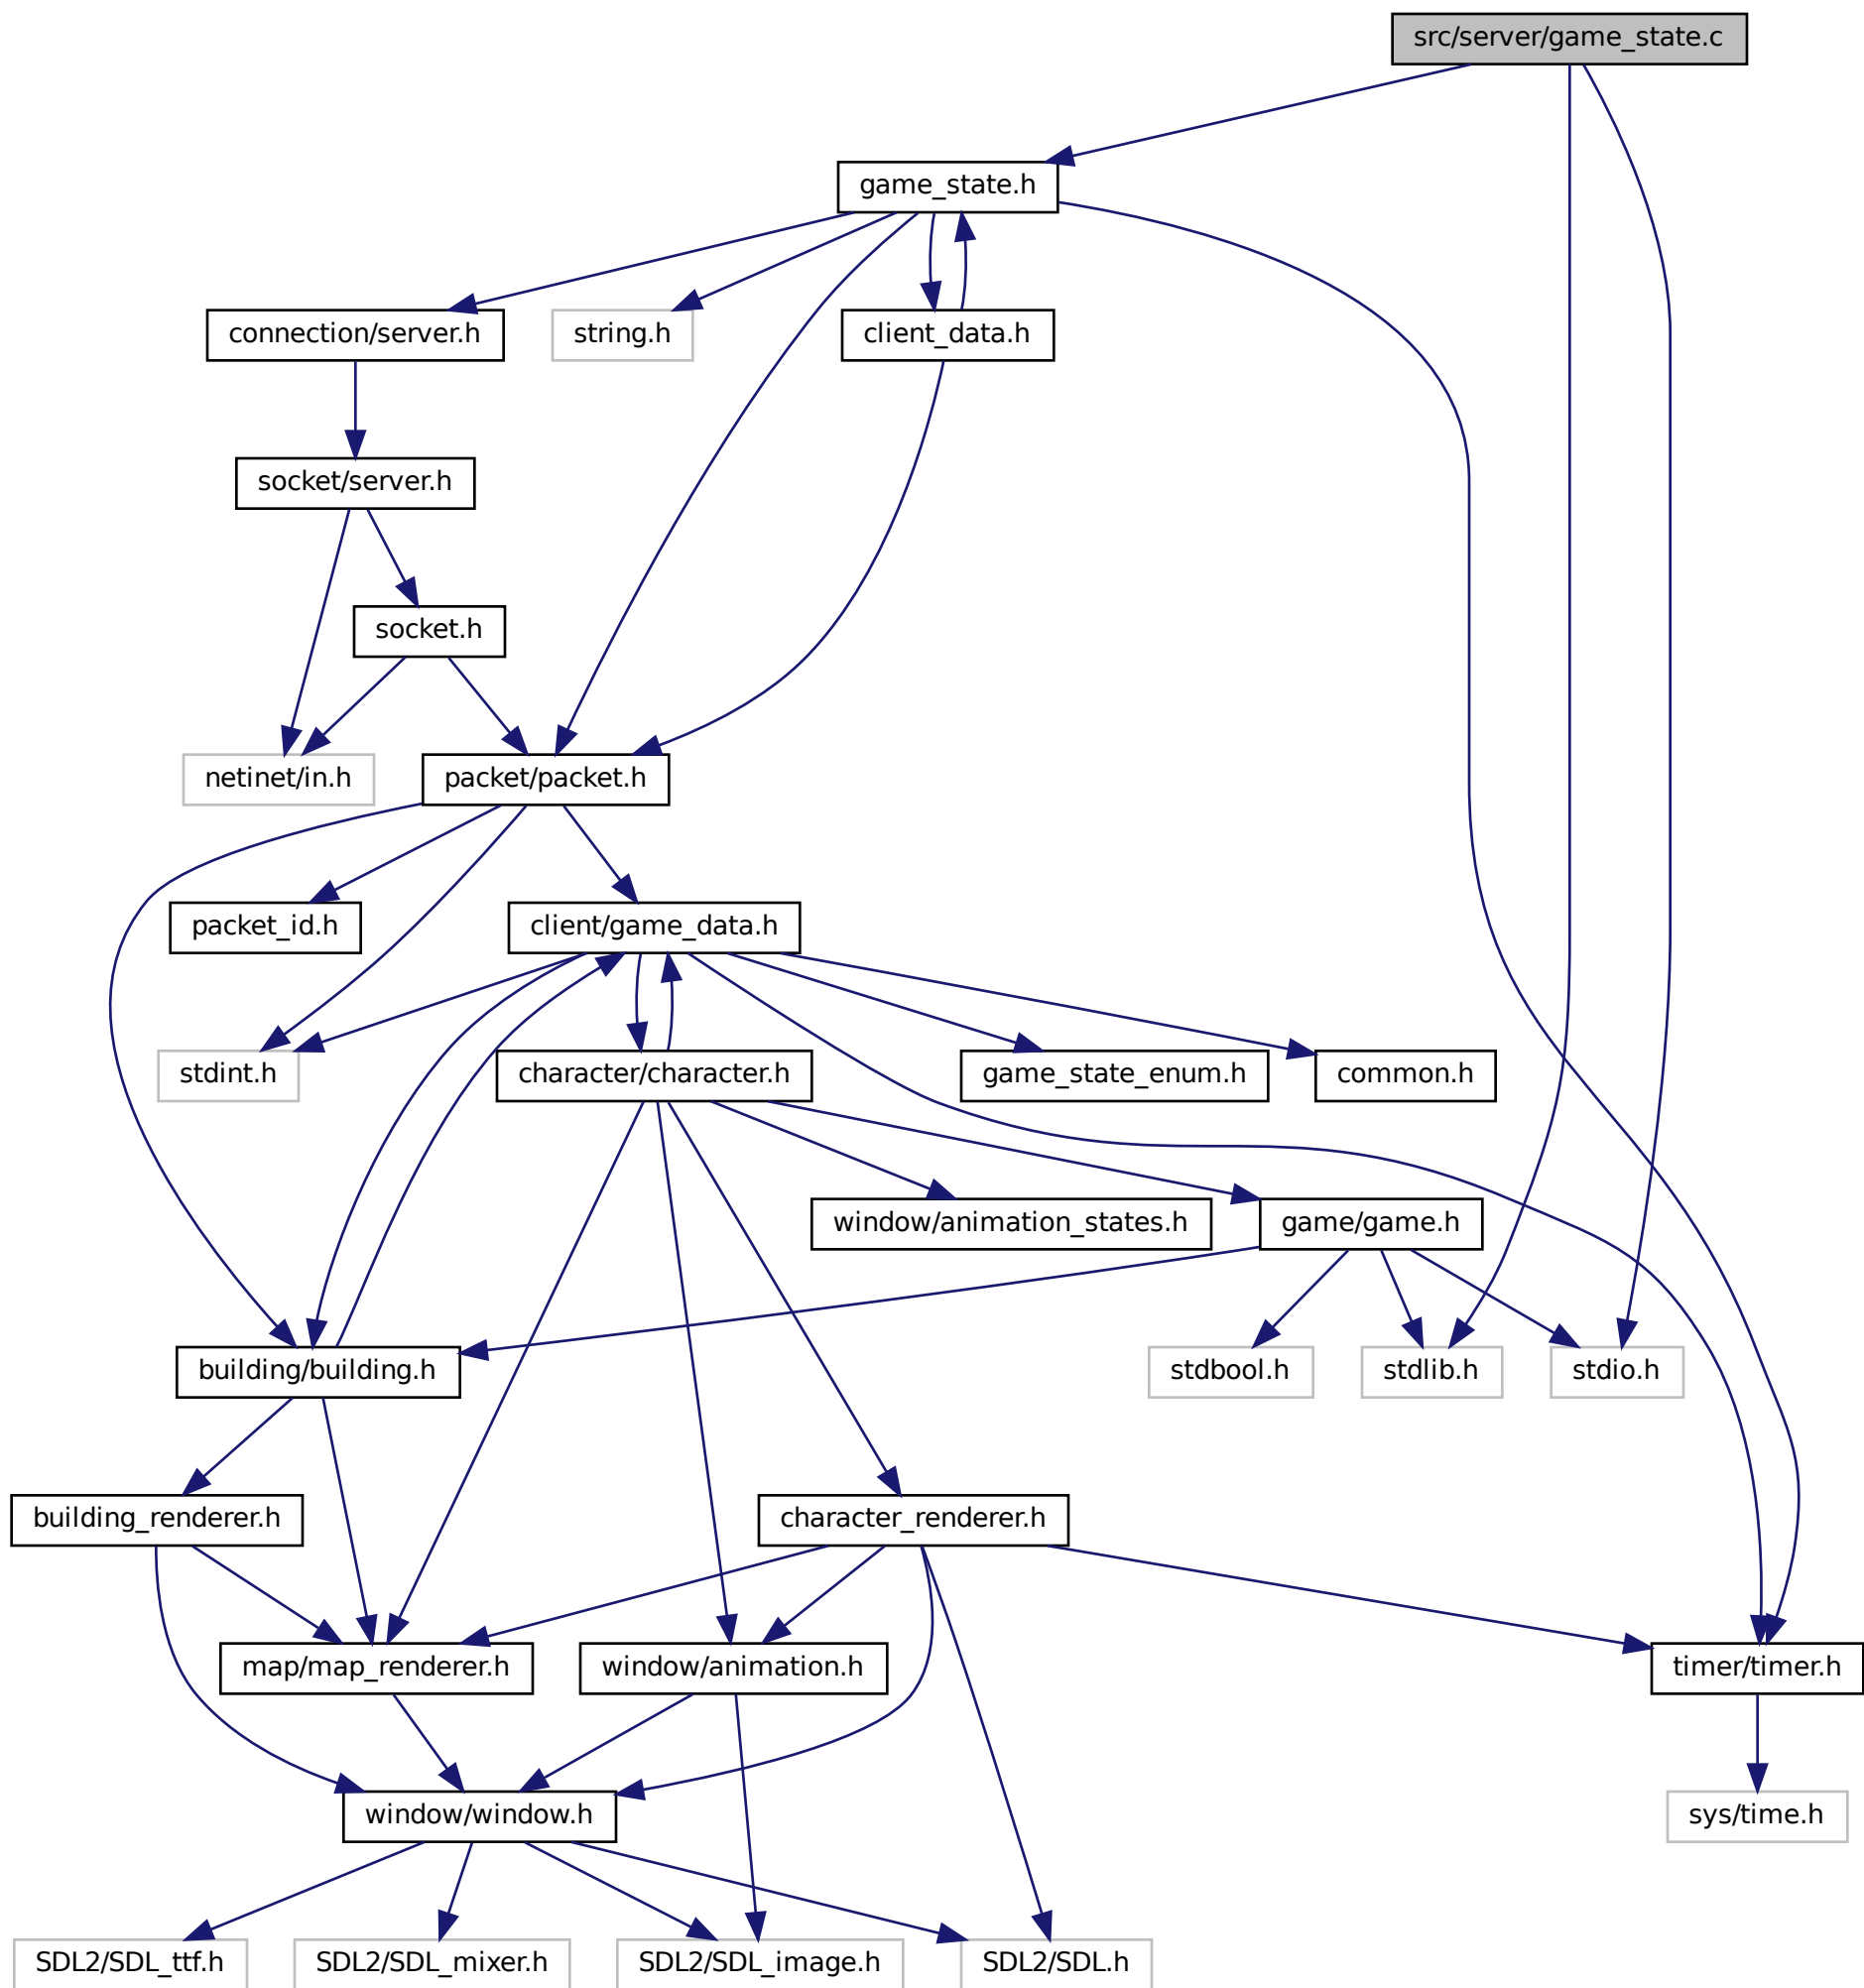 src/server/game_state.c
game_state.h
connection/server.h
string.h
client_data.h
socket/server.h
socket.h
netinet/in.h
packet/packet.h
packet_id.h
client/game_data.h
stdint.h
character/character.h
game_state_enum.h
common.h
window/animation_states.h
game/game.h
building/building.h
stdbool.h
stdlib.h
stdio.h
building_renderer.h
character_renderer.h
map/map_renderer.h
window/animation.h
timer/timer.h
window/window.h
sys/time.h
SDL2/SDL_ttf.h
SDL2/SDL_mixer.h
SDL2/SDL_image.h
SDL2/SDL.h